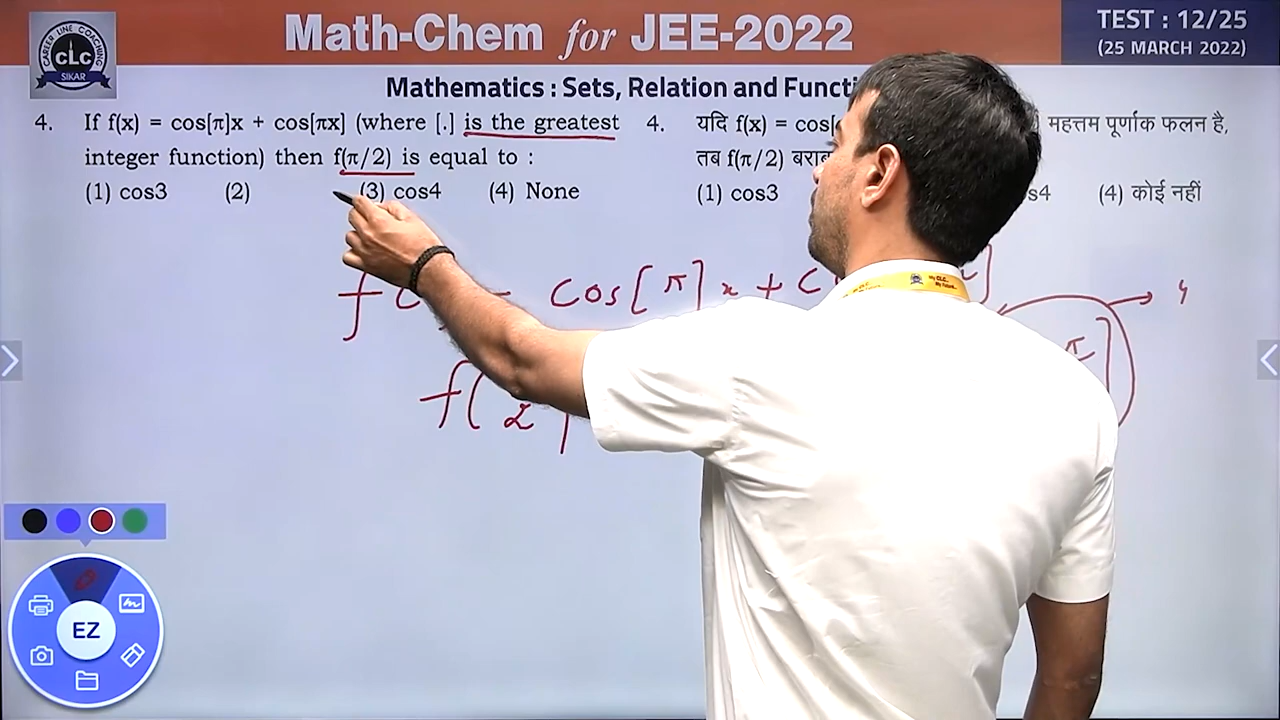 CAREER LINE COACHING
CLC
SIKAR
Math-Chem for JEE-2022
TEST : 12/25
(25 MARCH 2022)
Mathematics : Sets, Relation and Functi
4. If f(x) = cos[π]x + cos[πx] (where [.] is the greatest
integer function) then f(π/2) is equal to :
(1) cos3 (2) (3) cos4 (4) None
4. यदि f(x) = cos[ महत्तम पूर्णांक फलन है,
तब f(π/2) बराब
(1) cos3 s4 (4) कोई नहीं
f cos[π]x + c
f( 2
π]
4
EZ